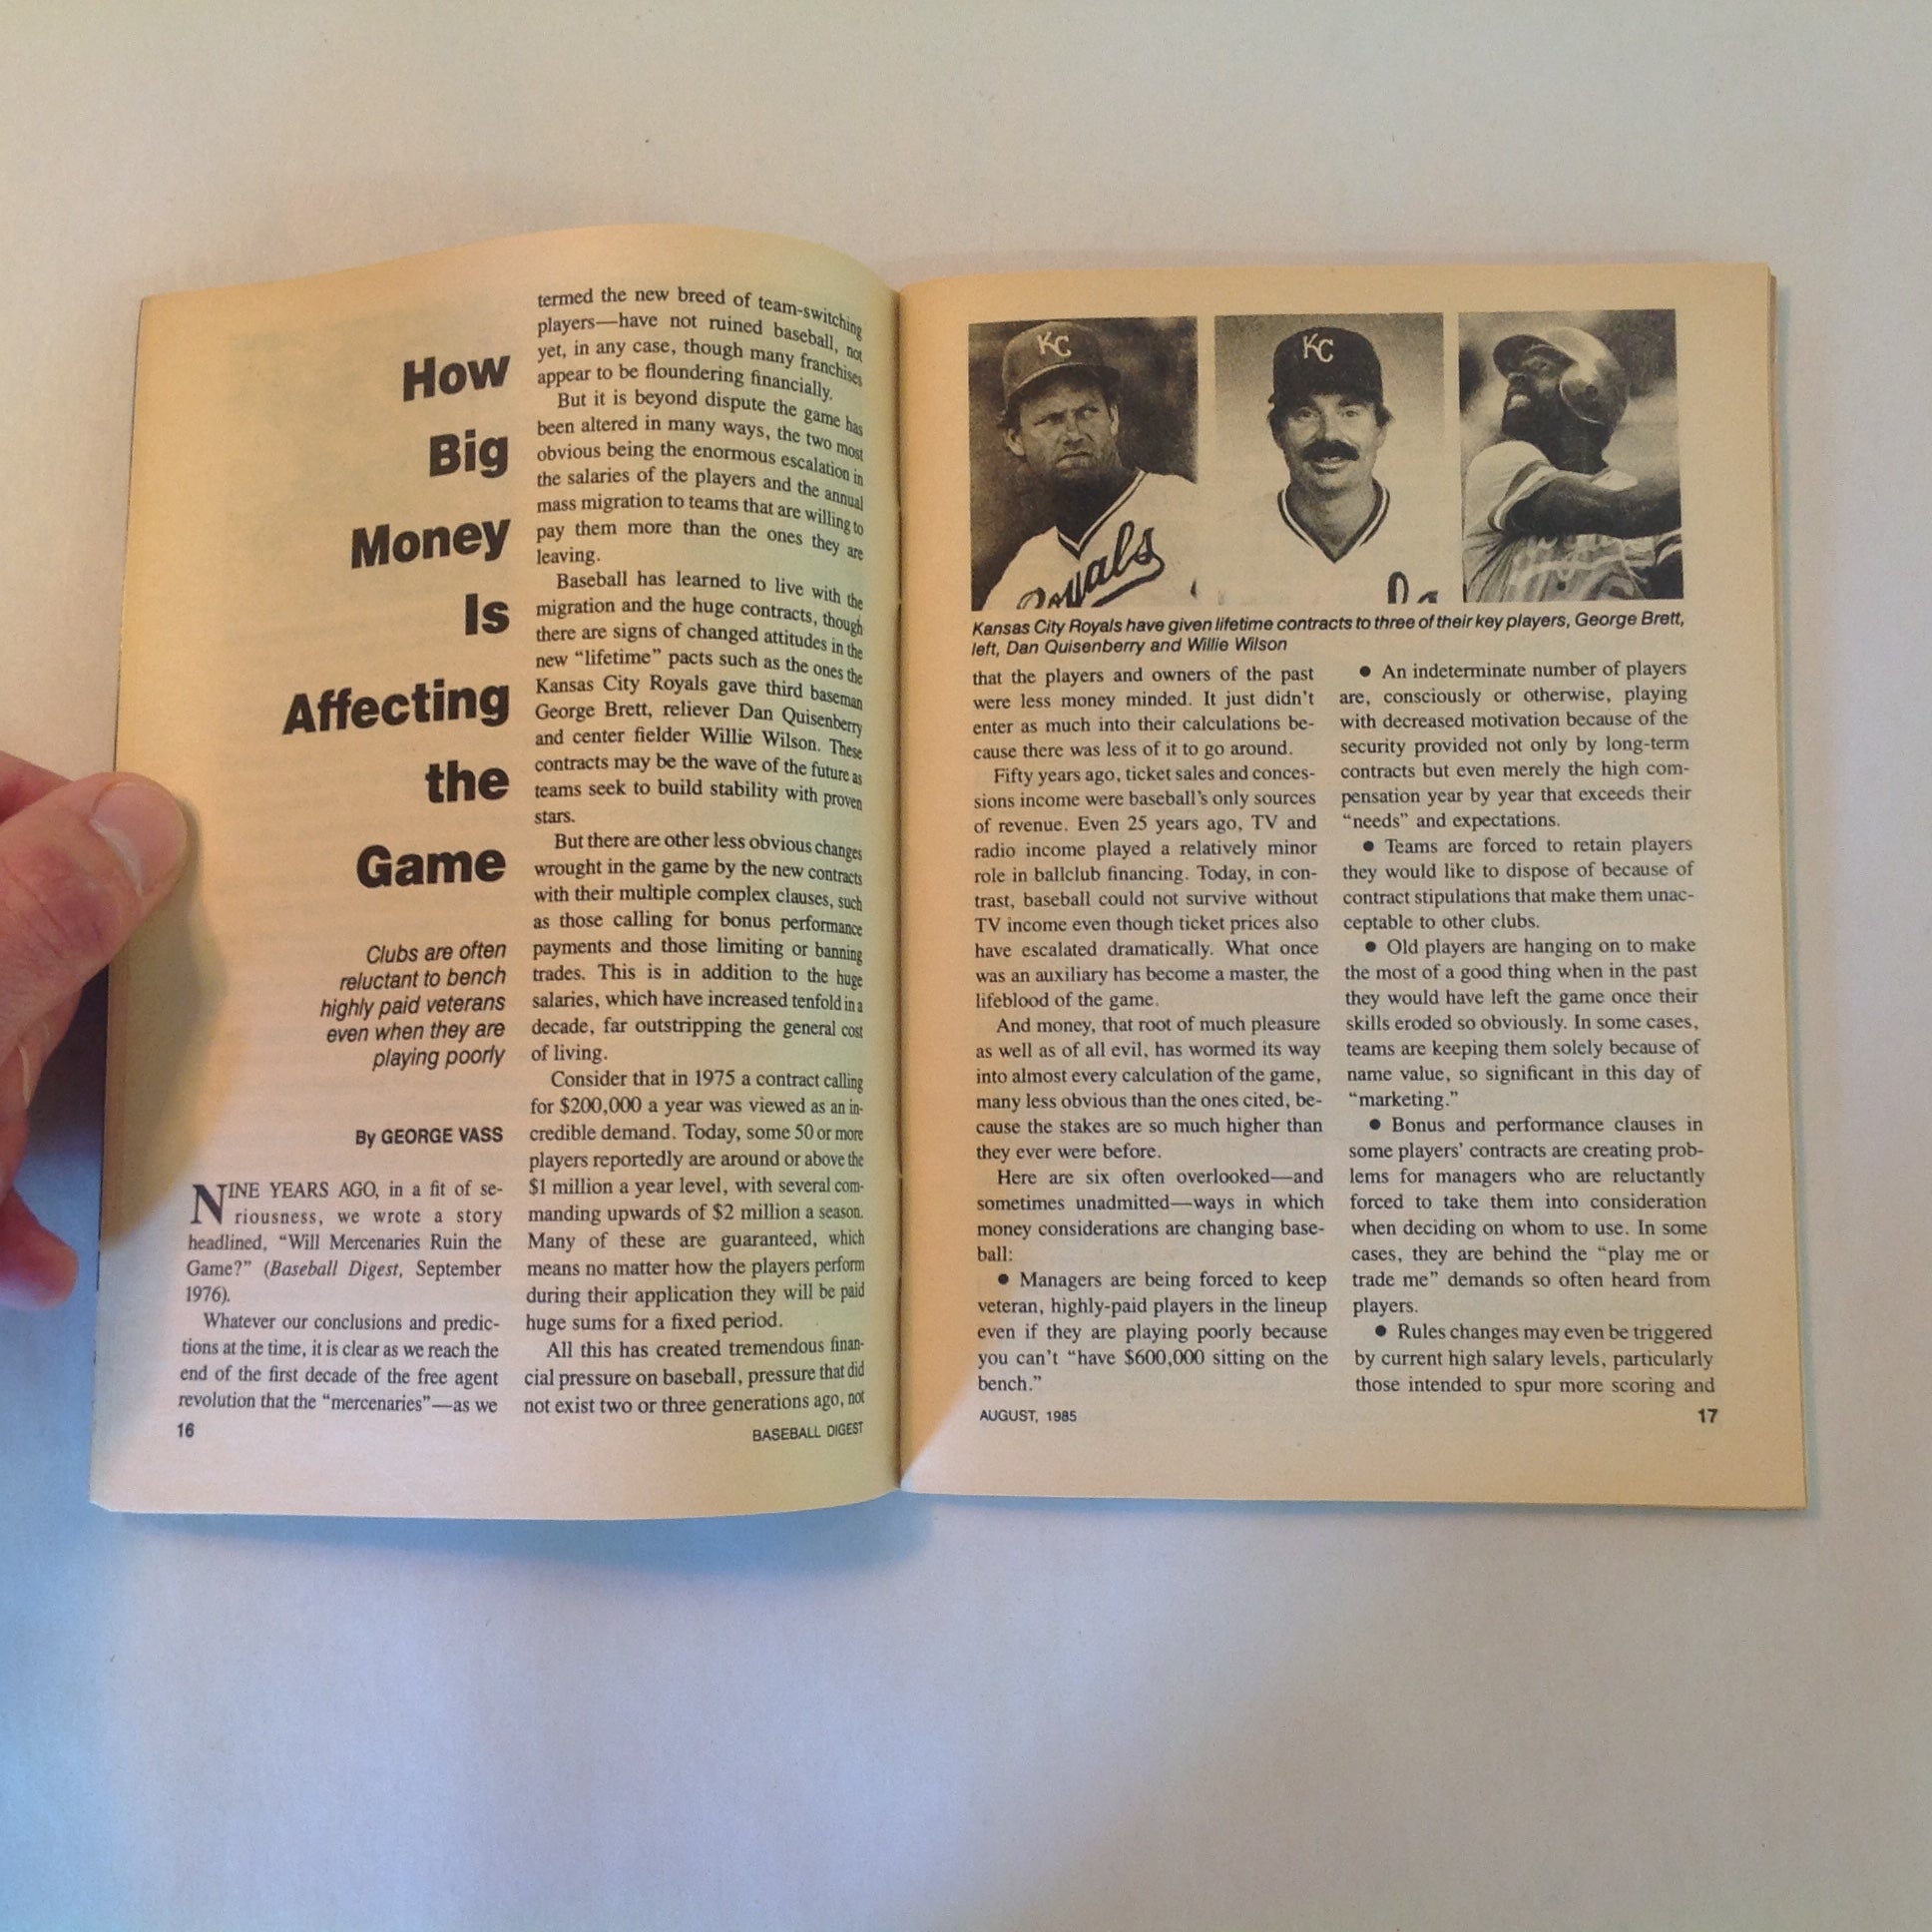 How
Big
Money
Is
Affecting
the
Game
Clubs are often
reluctant to bench
highly paid veterans
even when they are
playing poorly
By GEORGE VASS
NINE YEARS AGO, in a fit of se-
riousness, we wrote a story
headlined, “Will Mercenaries Ruin the
Game?” (Baseball Digest, September
1976).
Whatever our conclusions and predic-
tions at the time, it is clear as we reach the
end of the first decade of the free agent
revolution that the “mercenaries”—as we
termed the new breed of team-switching
players—have not ruined baseball, not
yet, in any case, though many franchises
appear to be floundering financially.
But it is beyond dispute the game has
been altered in many ways, the two most
obvious being the enormous escalation in
the salaries of the players and the annual
mass migration to teams that are willing to
pay them more than the ones they are
leaving.
Baseball has learned to live with the
migration and the huge contracts, though
there are signs of changed attitudes in the
new “lifetime” pacts such as the ones the
Kansas City Royals gave third baseman
George Brett, reliever Dan Quisenberry
and center fielder Willie Wilson. These
contracts may be the wave of the future as
teams seek to build stability with proven
stars.
But there are other less obvious changes
wrought in the game by the new contracts
with their multiple complex clauses, such
as those calling for bonus performance
payments and those limiting or banning
trades. This is in addition to the huge
salaries, which have increased tenfold in a
decade, far outstripping the general cost
of living.
Consider that in 1975 a contract calling
for $200,000 a year was viewed as an in-
credible demand. Today, some 50 or more
players reportedly are around or above the
$1 million a year level, with several com-
manding upwards of $2 million a season.
Many of these are guaranteed, which
means no matter how the players perform
during their application they will be paid
huge sums for a fixed period.
All this has created tremendous finan-
cial pressure on baseball, pressure that did
not exist two or three generations ago, not
16
BASEBALL DIGEST
KC
Royals
KC
Kansas City Royals have given lifetime contracts to three of their key players, George Brett,
left, Dan Quisenberry and Willie Wilson
that the players and owners of the past
were less money minded. It just didn’t
enter as much into their calculations be-
cause there was less of it to go around.
Fifty years ago, ticket sales and conces-
sions income were baseball’s only sources
of revenue. Even 25 years ago, TV and
radio income played a relatively minor
role in ballclub financing. Today, in con-
trast, baseball could not survive without
TV income even though ticket prices also
have escalated dramatically. What once
was an auxiliary has become a master, the
lifeblood of the game.
And money, that root of much pleasure
as well as of all evil, has wormed its way
into almost every calculation of the game,
many less obvious than the ones cited, be-
cause the stakes are so much higher than
they ever were before.
Here are six often overlooked—and
sometimes unadmitted—ways in which
money considerations are changing base-
ball:
● Managers are being forced to keep
veteran, highly-paid players in the lineup
even if they are playing poorly because
you can’t “have $600,000 sitting on the
bench.”
● An indeterminate number of players
are, consciously or otherwise, playing
with decreased motivation because of the
security provided not only by long-term
contracts but even merely the high com-
pensation year by year that exceeds their
“needs” and expectations.
● Teams are forced to retain players
they would like to dispose of because of
contract stipulations that make them unac-
ceptable to other clubs.
● Old players are hanging on to make
the most of a good thing when in the past
they would have left the game once their
skills eroded so obviously. In some cases,
teams are keeping them solely because of
name value, so significant in this day of
“marketing.”
● Bonus and performance clauses in
some players’ contracts are creating prob-
lems for managers who are reluctantly
forced to take them into consideration
when deciding on whom to use. In some
cases, they are behind the “play me or
trade me” demands so often heard from
players.
● Rules changes may even be triggered
by current high salary levels, particularly
those intended to spur more scoring and
AUGUST, 1985
17